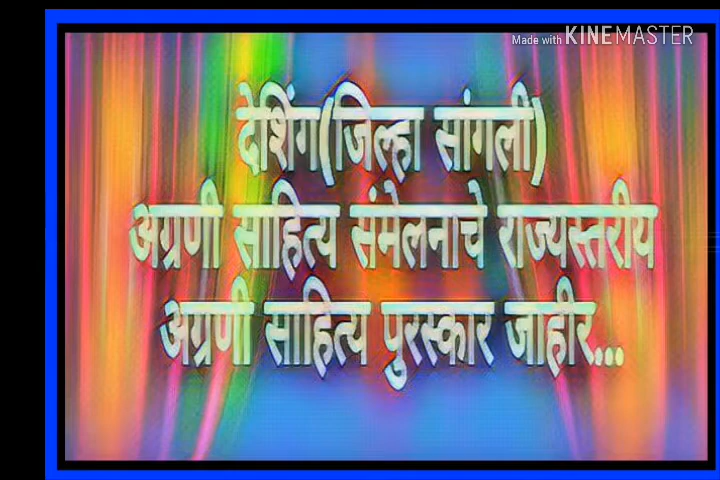 Made with KINEMASTER
देशिंग(जिल्हा सांगली)
अग्रणी साहित्य संमेलनाचे राज्यस्तरीय
अग्रणी साहित्य पुरस्कार जाहीर...